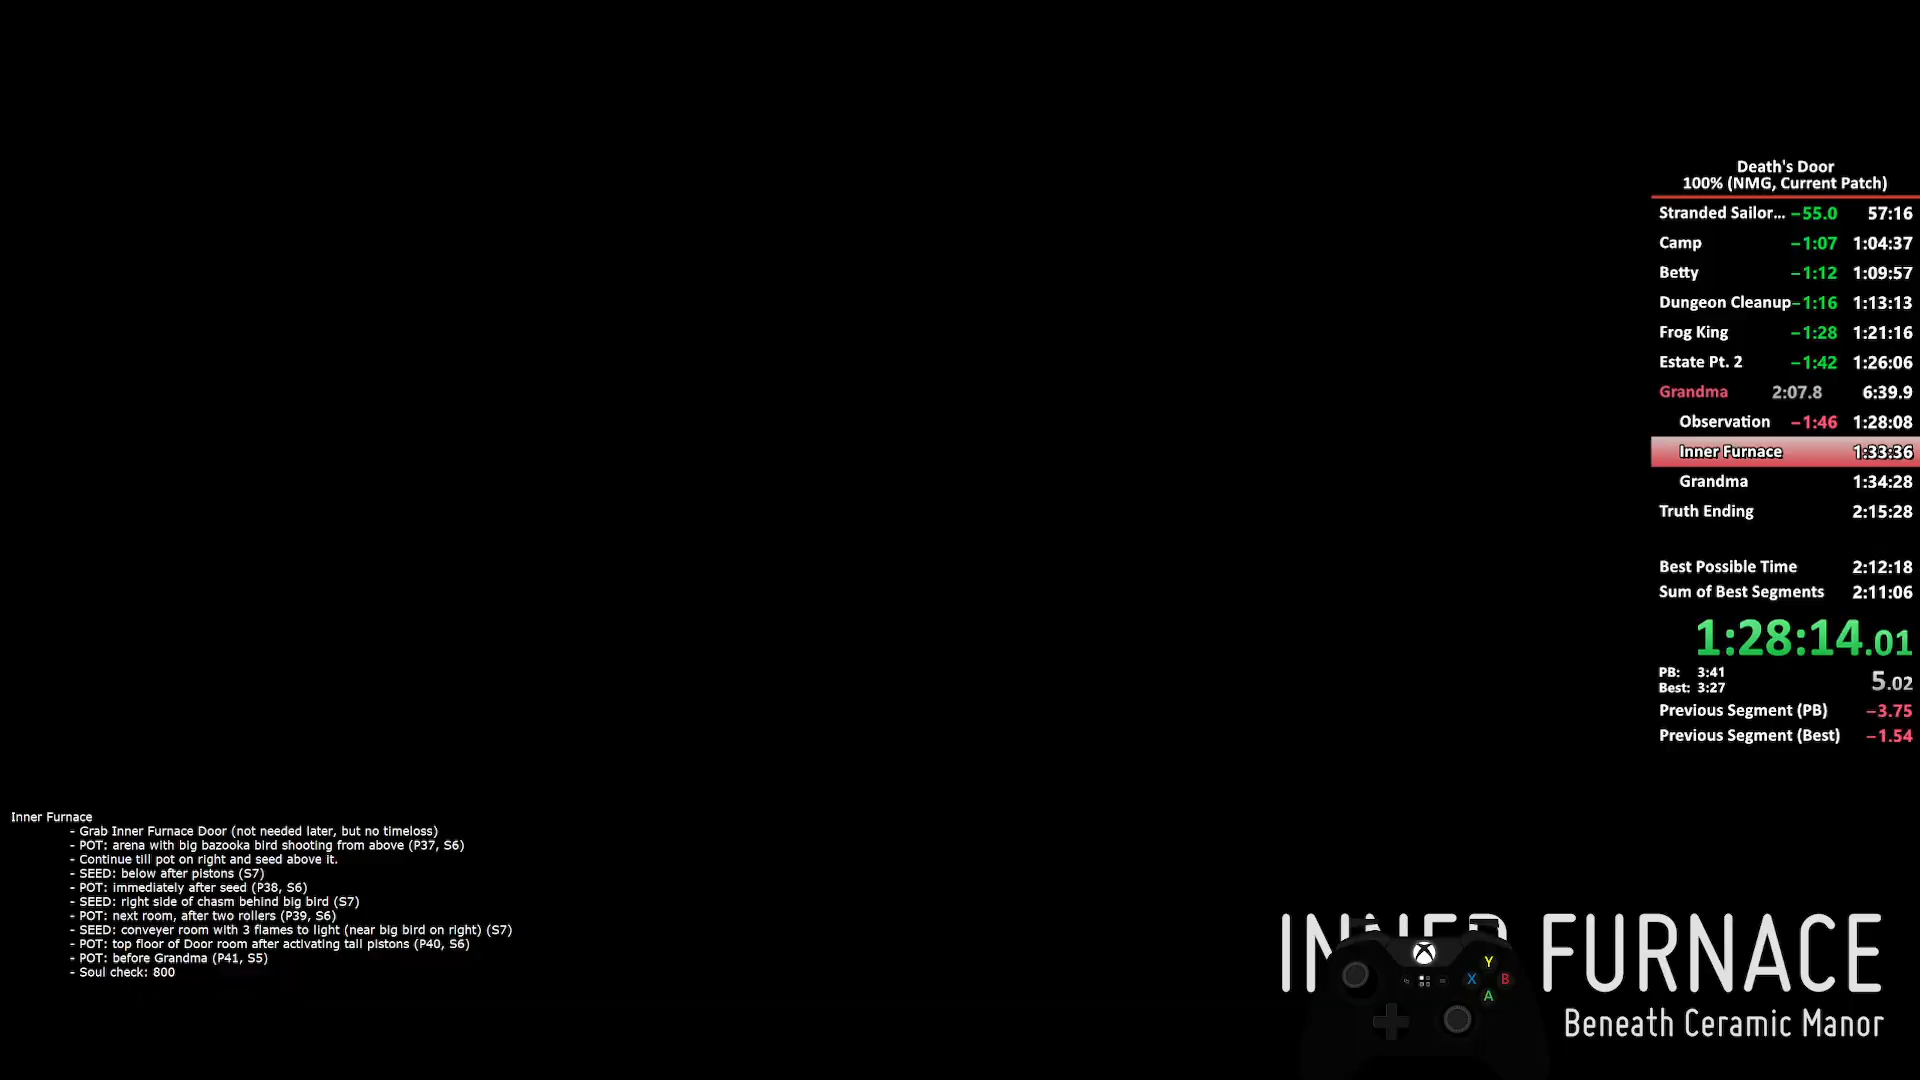 Death's Door
100% (NMG, Current Patch)
Stranded Sailor... −55.0 57:16
Camp −1:07 1:04:37
Betty −1:12 1:09:57
Dungeon Cleanup −1:16 1:13:13
Frog King −1:28 1:21:16
Estate Pt. 2 −1:42 1:26:06
Grandma 2:07.8 6:39.9
Observation −1:46 1:28:08
Inner Furnace 1:33:36
Grandma 1:34:28
Truth Ending 2:15:28
Best Possible Time 2:12:18
Sum of Best Segments 2:11:06
1:28:14.01
PB: 3:41
Best: 3:27
5.02
Previous Segment (PB) −3.75
Previous Segment (Best) −1.54
Inner Furnace
- Grab Inner Furnace Door (not needed later, but no timeloss)
- POT: arena with big bazooka bird shooting from above (P37, S6)
- Continue till pot on right and seed above it.
- SEED: below after pistons (S7)
- POT: immediately after seed (P38, S6)
- SEED: right side of chasm behind big bird (S7)
- POT: next room, after two rollers (P39, S6)
- SEED: conveyer room with 3 flames to light (near big bird on right) (S7)
- POT: top floor of Door room after activating tall pistons (P40, S6)
- POT: before Grandma (P41, S5)
- Soul check: 800
INNER FURNACE
Beneath Ceramic Manor
Y
X B
A